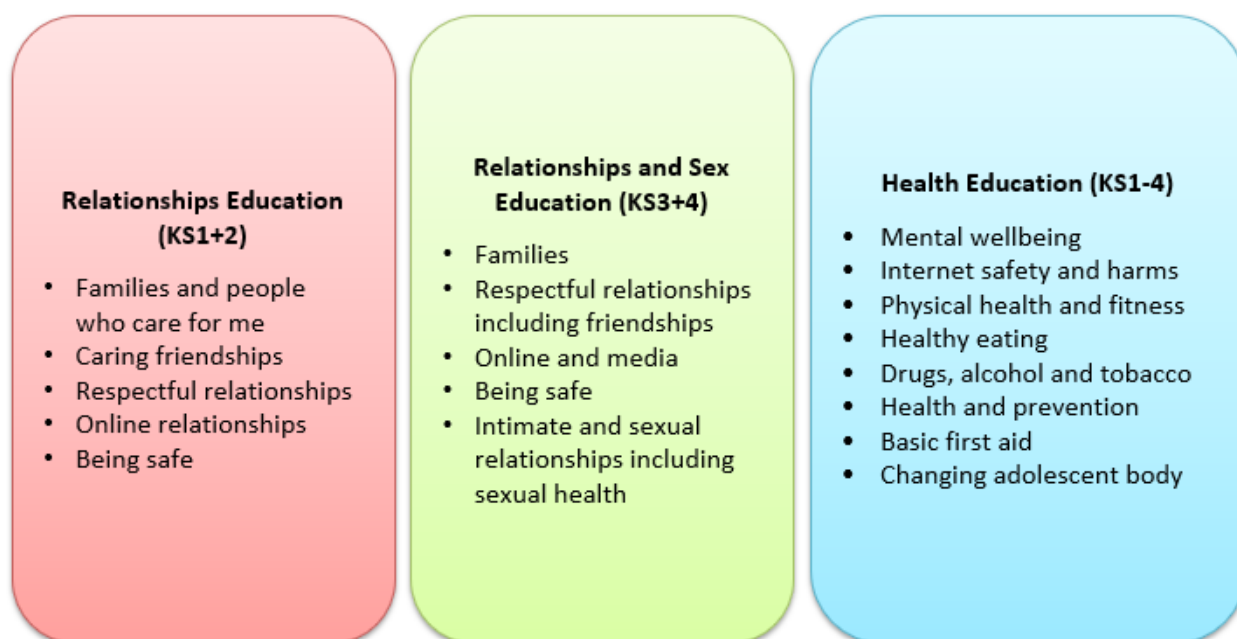 Relationships Education
(KS1+2)
• Families and people
who care for me
• Caring friendships
• Respectful relationships
• Online relationships
• Being safe
Relationships and Sex
Education (KS3+4)
• Families
• Respectful relationships
including friendships
• Online and media
• Being safe
• Intimate and sexual
relationships including
sexual health
Health Education (KS1-4)
• Mental wellbeing
• Internet safety and harms
• Physical health and fitness
• Healthy eating
• Drugs, alcohol and tobacco
• Health and prevention
• Basic first aid
• Changing adolescent body